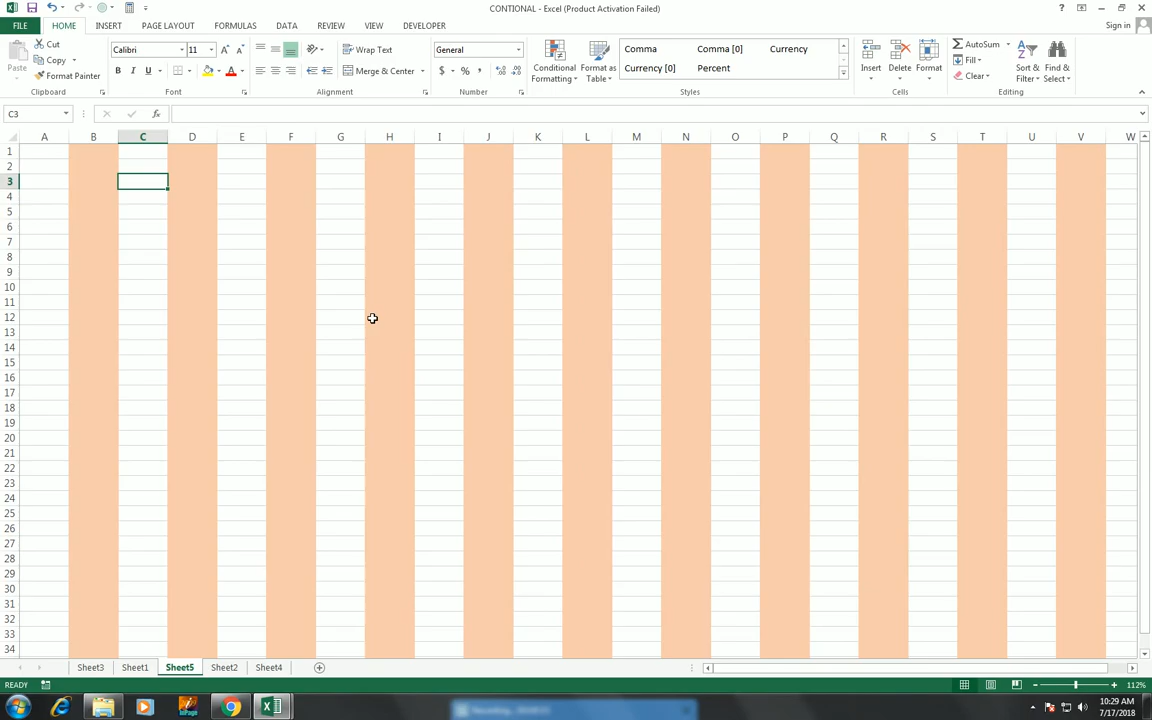 CONTIONAL - Excel (Product Activation Failed)
FILE HOME INSERT PAGE LAYOUT FORMULAS DATA REVIEW VIEW DEVELOPER Sign in
Cut Calibri 11 Wrap Text General Comma Comma [0] Currency AutoSum
Copy
Paste Conditional Format as Insert Delete Format Fill Sort & Find &
Format Painter Merge & Center Currency [0] Percent Formatting Table Clear Filter Select
Clipboard Font Alignment Number Styles Cells Editing
C3
A B C D E F G H I J K L M N O P Q R S T U V W
1
2
3
4
5
6
7
8
9
10
11
12
13
14
15
16
17
18
19
20
21
22
23
24
25
26
27
28
29
30
31
32
33
34
Sheet3 Sheet1 Sheet5 Sheet2 Sheet4
READY 112%
10:29 AM
7/17/2018